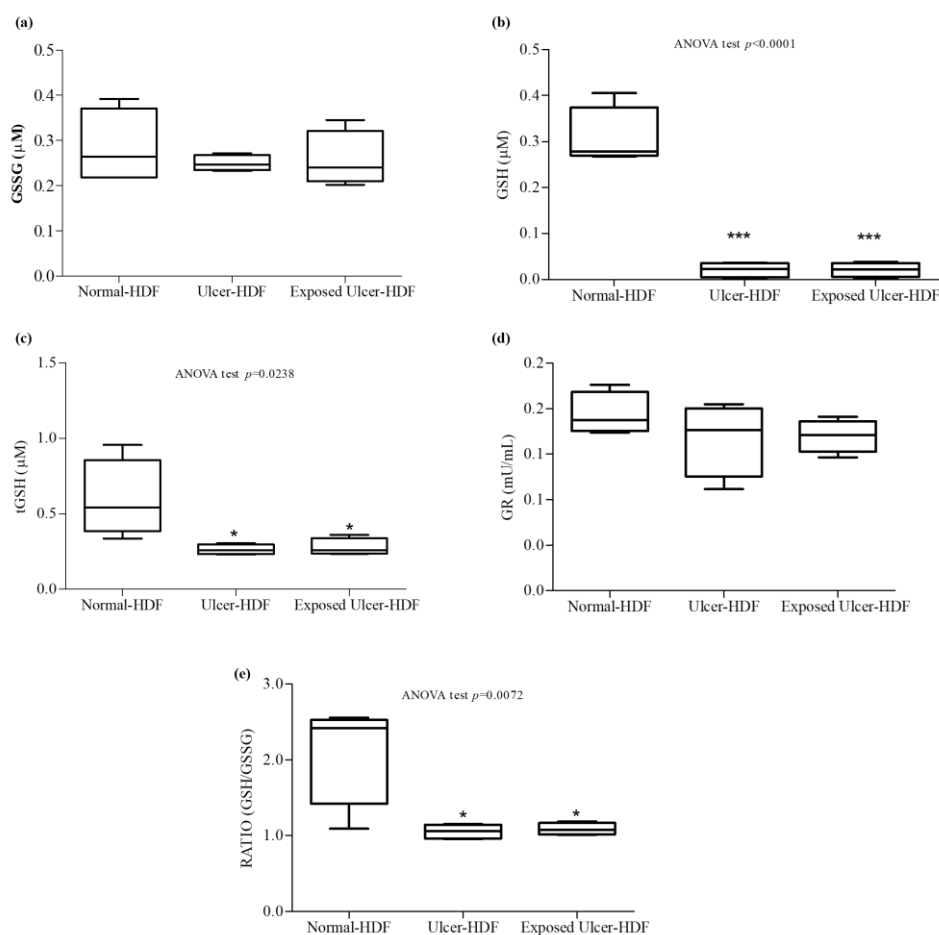 (a)
GSSG (µM)
0.5
0.4
0.3
0.2
0.1
0.0
Normal-HDF
Ulcer-HDF
Exposed Ulcer-HDF
(b)
ANOVA test p<0.0001
GSH (µM)
0.5
0.4
0.3
0.2
0.1
0.0
***
***
Normal-HDF
Ulcer-HDF
Exposed Ulcer-HDF
(c)
ANOVA test p=0.0238
tGSH (µM)
1.5
1.0
0.5
0.0
*
*
Normal-HDF
Ulcer-HDF
Exposed Ulcer-HDF
(d)
GR (mU/mL)
0.2
0.2
0.1
0.1
0.0
0.0
Normal-HDF
Ulcer-HDF
Exposed Ulcer-HDF
(e)
ANOVA test p=0.0072
RATIO (GSH/GSSG)
3.0
2.0
1.0
0.0
*
*
Normal-HDF
Ulcer-HDF
Exposed Ulcer-HDF